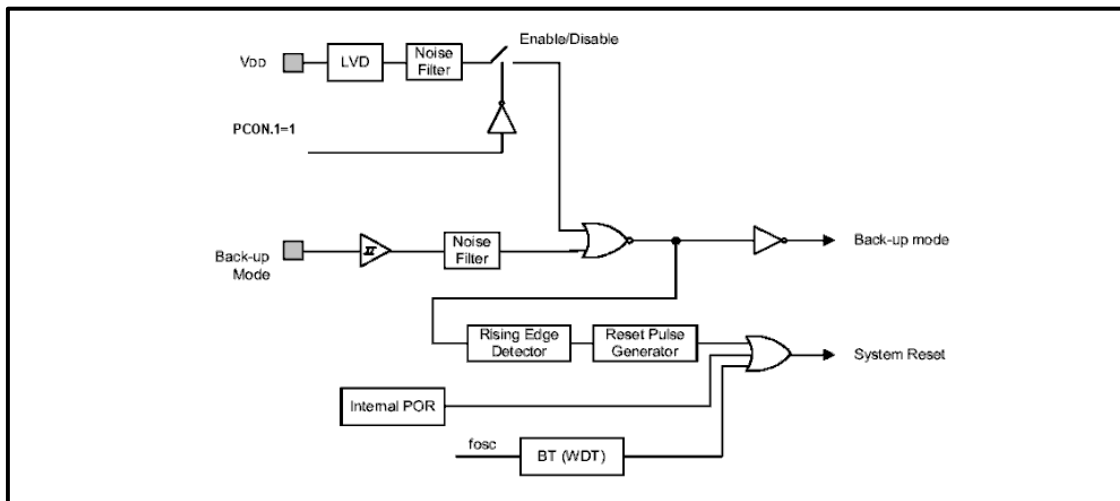 Enable/Disable
VDD
LVD
Noise
Filter
PCON.1=1
Back-up
Mode
Noise
Filter
Back-up mode
Rising Edge
Detector
Reset Pulse
Generator
System Reset
Internal POR
fosc
BT (WDT)